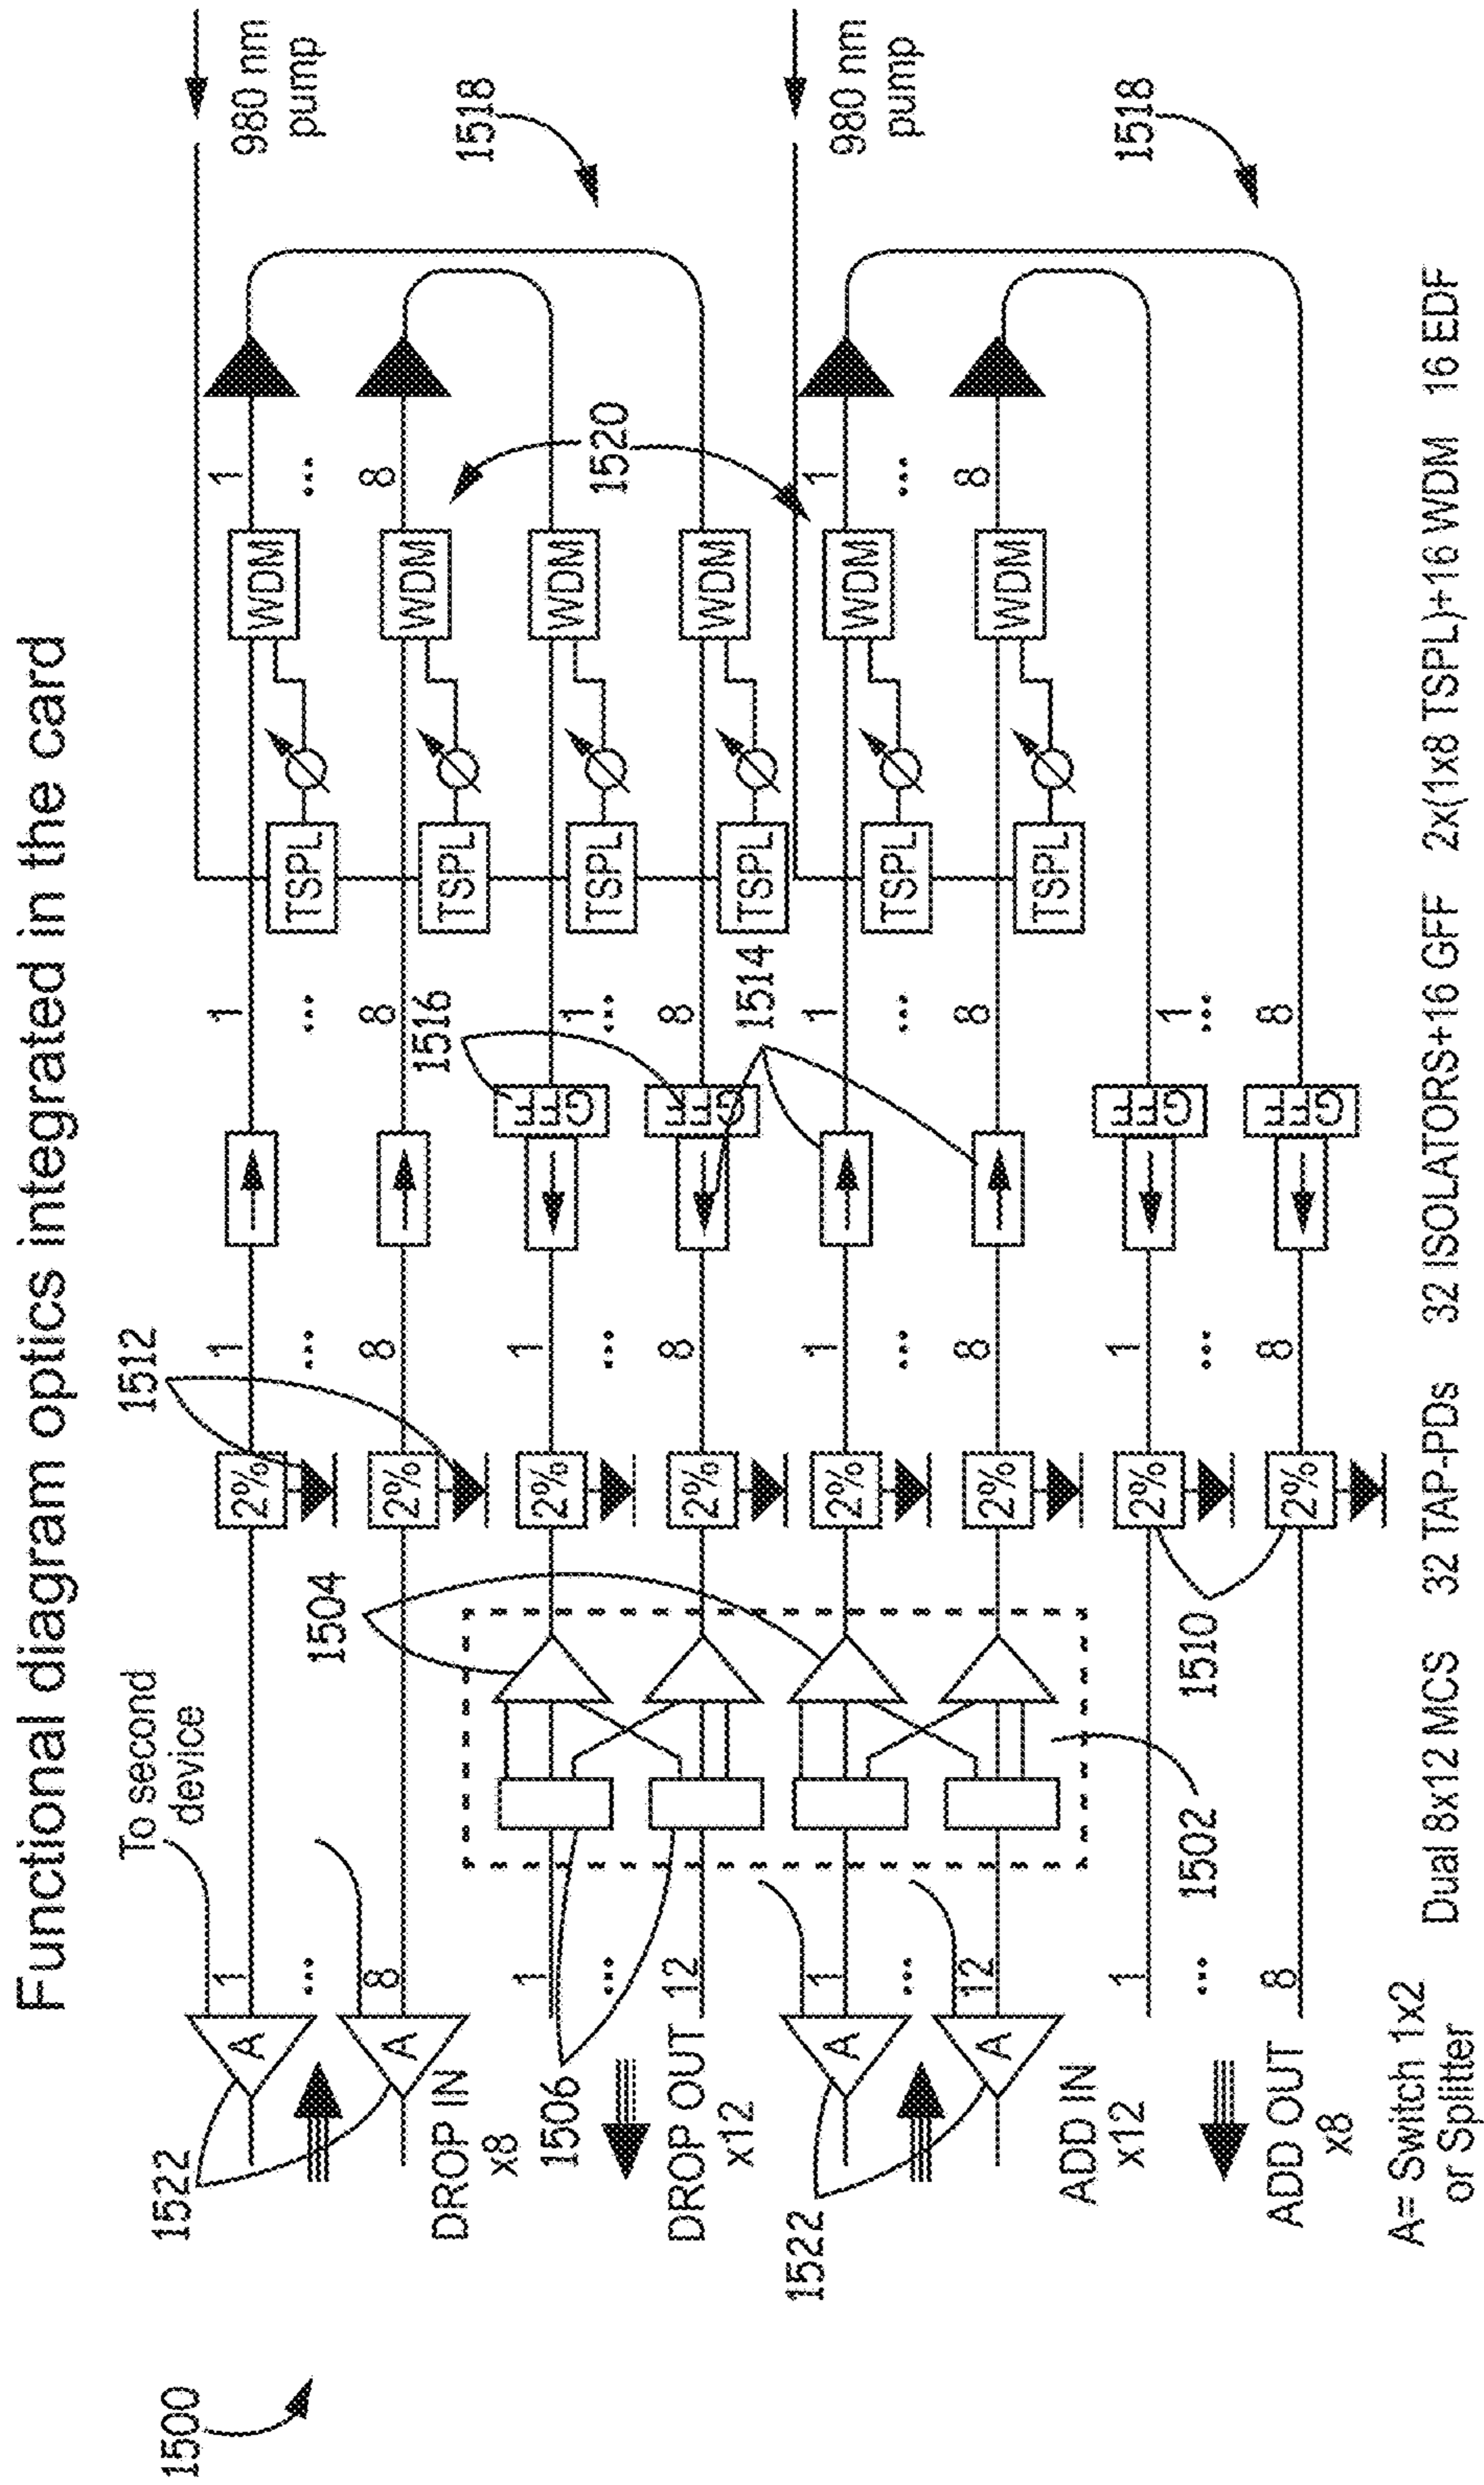 Functional diagram optics integrated in the card
1500
1522
To second
device
1504
1512
1516
1514
1518
980 nm
pump
A
1
2%
1
1
TSPL
WDM
1
...
...
...
...
A
8
2%
8
8
TSPL
WDM
8
DROP IN
x8
1506
1520
1
2%
1
GFF
1
TSPL
WDM
...
...
...
DROP OUT
x12
12
2%
8
GFF
8
TSPL
WDM
1522
980 nm
pump
1518
A
1
2%
1
1
TSPL
WDM
1
...
...
...
...
A
12
2%
8
8
TSPL
WDM
8
ADD IN
x12
1502
1510
1
2%
1
GFF
1
...
...
...
ADD OUT
x8
8
2%
8
GFF
8
A= Switch 1x2
or Splitter
Dual 8x12 MCS 32 TAP-PDs 32 ISOLATORS+16 GFF 2x(1x8 TSPL)+16 WDM 16 EDF